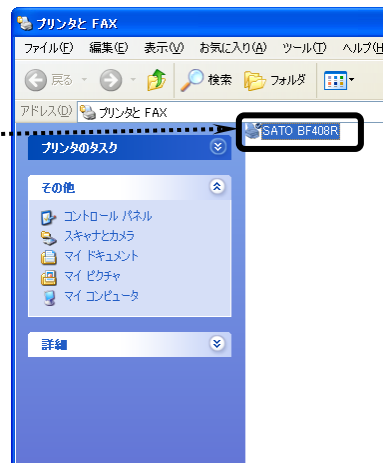 プリンタと FAX
ファイル(F) 編集(E) 表示(V) お気に入り(A) ツール(T) ヘルプ(H
戻る 検索 フォルダ
アドレス(D) プリンタと FAX
SATO BF408R
プリンタのタスク
その他
コントロール パネル
スキャナとカメラ
マイ ドキュメント
マイ ピクチャ
マイ コンピュータ
詳細